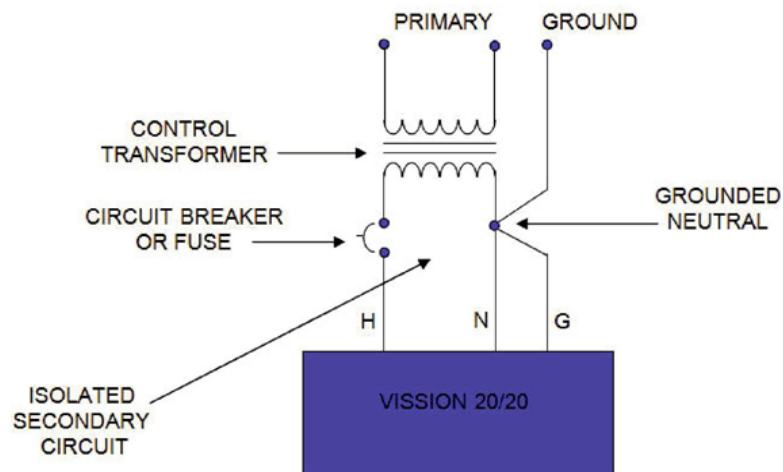 PRIMARY
GROUND
CONTROL
TRANSFORMER
CIRCUIT BREAKER
OR FUSE
GROUNDED
NEUTRAL
H
N
G
ISOLATED
SECONDARY
CIRCUIT
VISSION 20/20